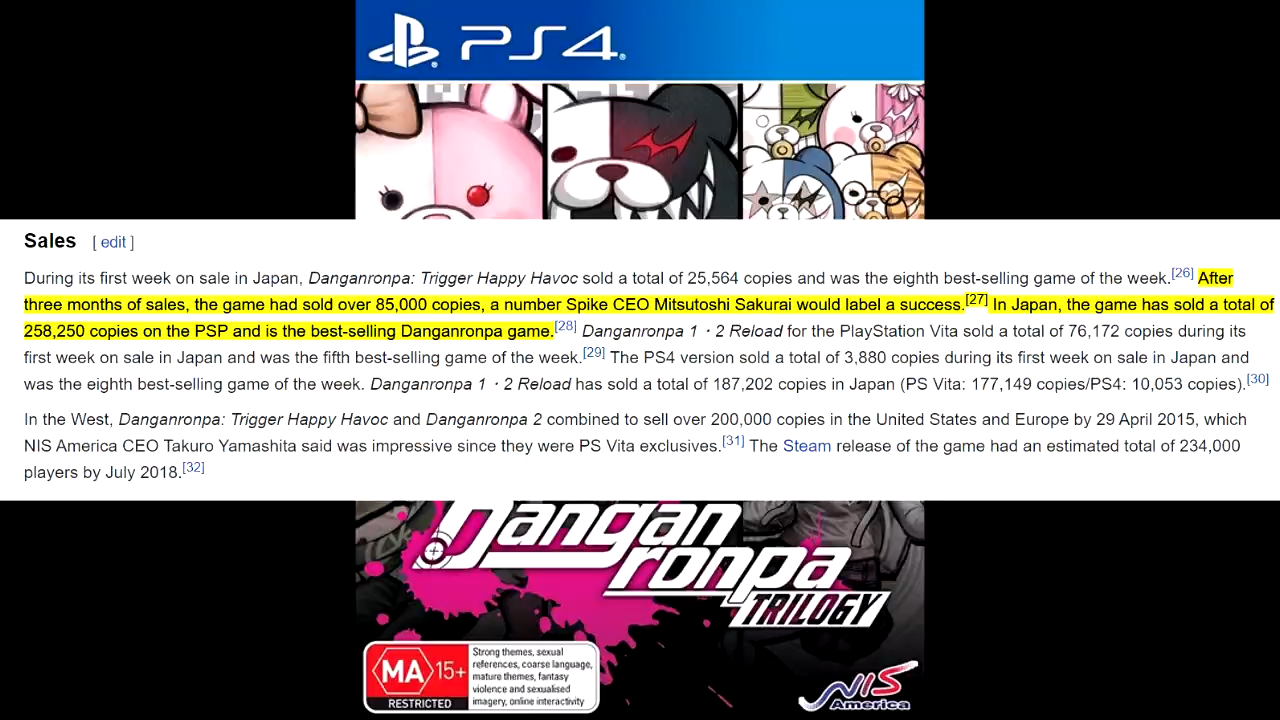 PS4
Sales [ edit ]
During its first week on sale in Japan, Danganronpa: Trigger Happy Havoc sold a total of 25,564 copies and was the eighth best-selling game of the week.[26] After
three months of sales, the game had sold over 85,000 copies, a number Spike CEO Mitsutoshi Sakurai would label a success.[27] In Japan, the game has sold a total of
258,250 copies on the PSP and is the best-selling Danganronpa game.[28] Danganronpa 1・2 Reload for the PlayStation Vita sold a total of 76,172 copies during its
first week on sale in Japan and was the fifth best-selling game of the week.[29] The PS4 version sold a total of 3,880 copies during its first week on sale in Japan and
was the eighth best-selling game of the week. Danganronpa 1・2 Reload has sold a total of 187,202 copies in Japan (PS Vita: 177,149 copies/PS4: 10,053 copies).[30]
In the West, Danganronpa: Trigger Happy Havoc and Danganronpa 2 combined to sell over 200,000 copies in the United States and Europe by 29 April 2015, which
NIS America CEO Takuro Yamashita said was impressive since they were PS Vita exclusives.[31] The Steam release of the game had an estimated total of 234,000
players by July 2018.[32]
Dangan
ronpa
TRILOGY
MA 15+
RESTRICTED
Strong themes, sexual
references, coarse language,
mature themes, fantasy
violence and sexualised
imagery, online interactivity
NIS
America